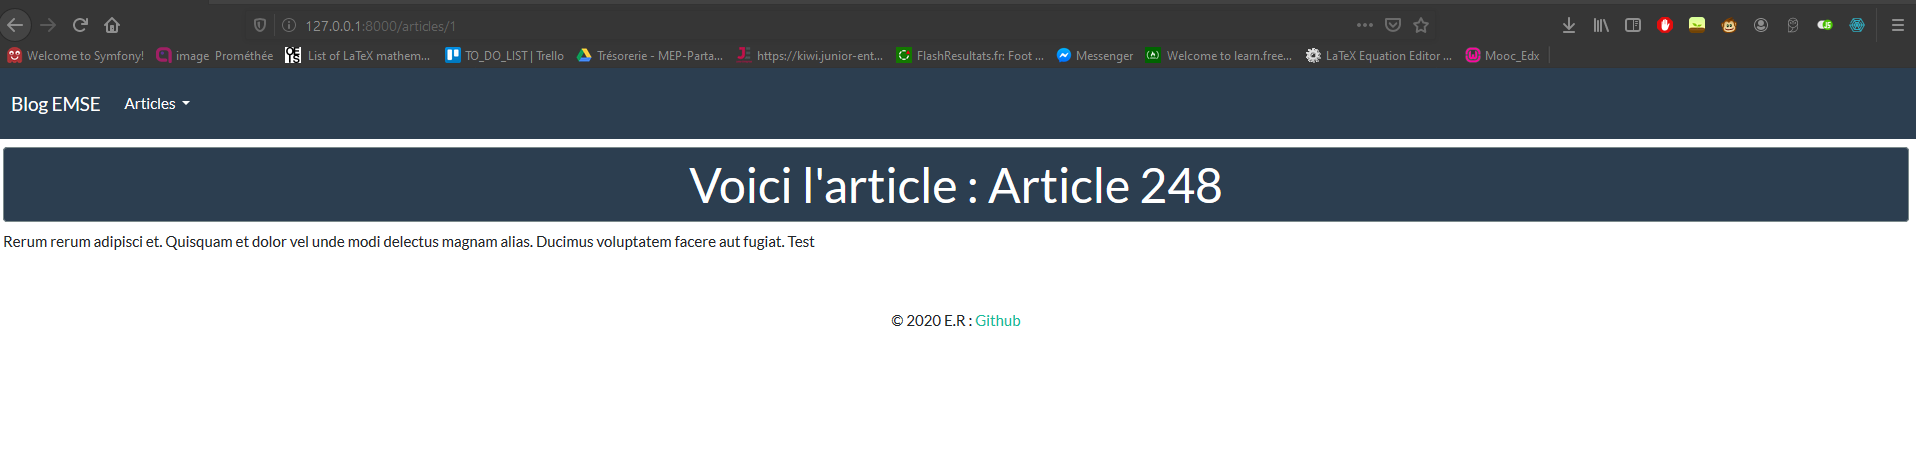 127.0.0.1:8000/articles/1
Welcome to Symfony! image Prométhée List of LaTeX mathem... TO_DO_LIST | Trello Trésorerie - MEP-Parta... https://kiwi.junior-ent... FlashResultats.fr: Foot ... Messenger Welcome to learn.free... LaTeX Equation Editor ... Mooc_Edx
Blog EMSE Articles
Voici l'article : Article 248
Rerum rerum adipisci et. Quisquam et dolor vel unde modi delectus magnam alias. Ducimus voluptatem facere aut fugiat. Test
© 2020 E.R : Github